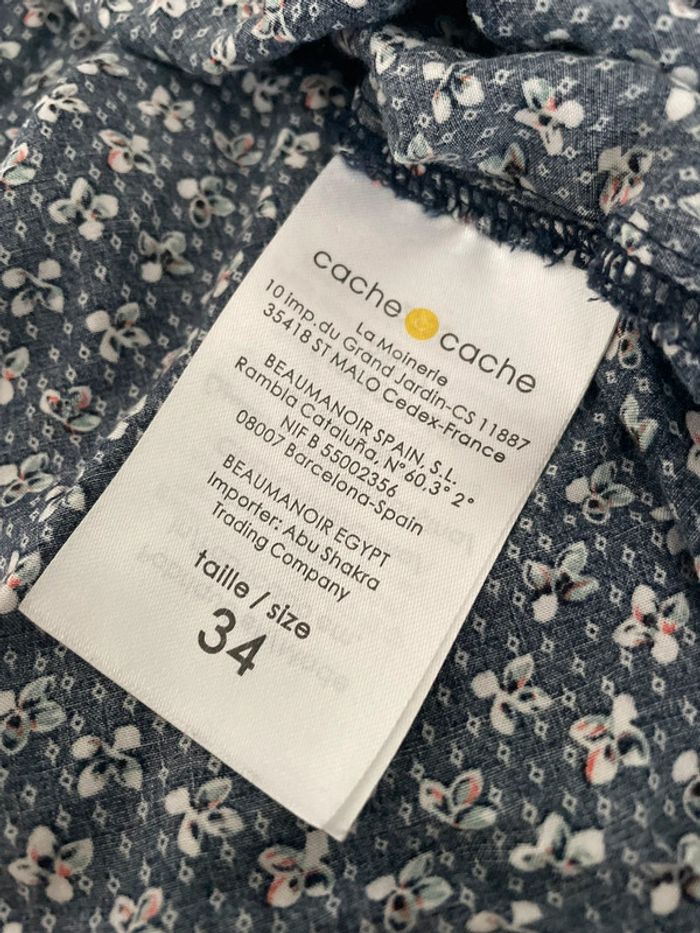 cache cache
La Moinerie
10 imp. du Grand Jardin-CS 11887
35418 ST MALO Cedex-France
BEAUMANOIR SPAIN, S.L.
Rambla Cataluña, N° 60.3° 2°
NIF B 55002356
08007 Barcelona-Spain
BEAUMANOIR EGYPT
Importer: Abu Shakra
Trading Company
taille / size
34